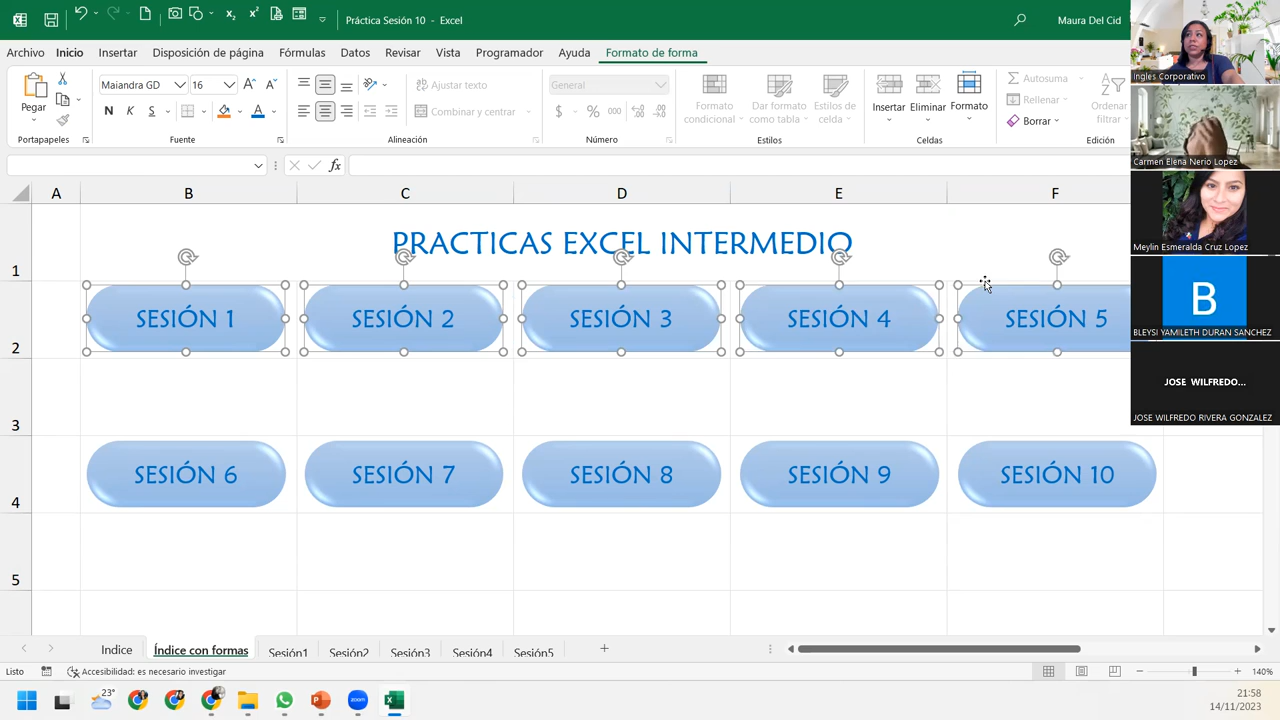 Práctica Sesión 10 - Excel
Maura Del Cid
Archivo Inicio Insertar Disposición de página Fórmulas Datos Revisar Vista Programador Ayuda Formato de forma
Pegar
Portapapeles
Maiandra GD 16
N K S
Fuente
Ajustar texto
Combinar y centrar
Alineación
General
$ % 000
Número
Formato condicional
Dar formato como tabla
Estilos de celda
Estilos
Insertar
Eliminar
Formato
Celdas
Autosuma
Rellenar
Borrar
Ordenar
filtrar
Edición
fx
A B C D E F
1 PRACTICAS EXCEL INTERMEDIO
2 SESIÓN 1 SESIÓN 2 SESIÓN 3 SESIÓN 4 SESIÓN 5
3
4 SESIÓN 6 SESIÓN 7 SESIÓN 8 SESIÓN 9 SESIÓN 10
5
Ingles Corporativo
Carmen Elena Nerio Lopez
Meylin Esmeralda Cruz Lopez
B
BLEYSI YAMILETH DURAN SANCHEZ
JOSE WILFREDO...
JOSE WILFREDO RIVERA GONZALEZ
Indice Índice con formas Sesión1 Sesión2 Sesión3 Sesión4 Sesión5
Listo Accesibilidad: es necesario investigar 140%
23° zoom
21:58
14/11/2023